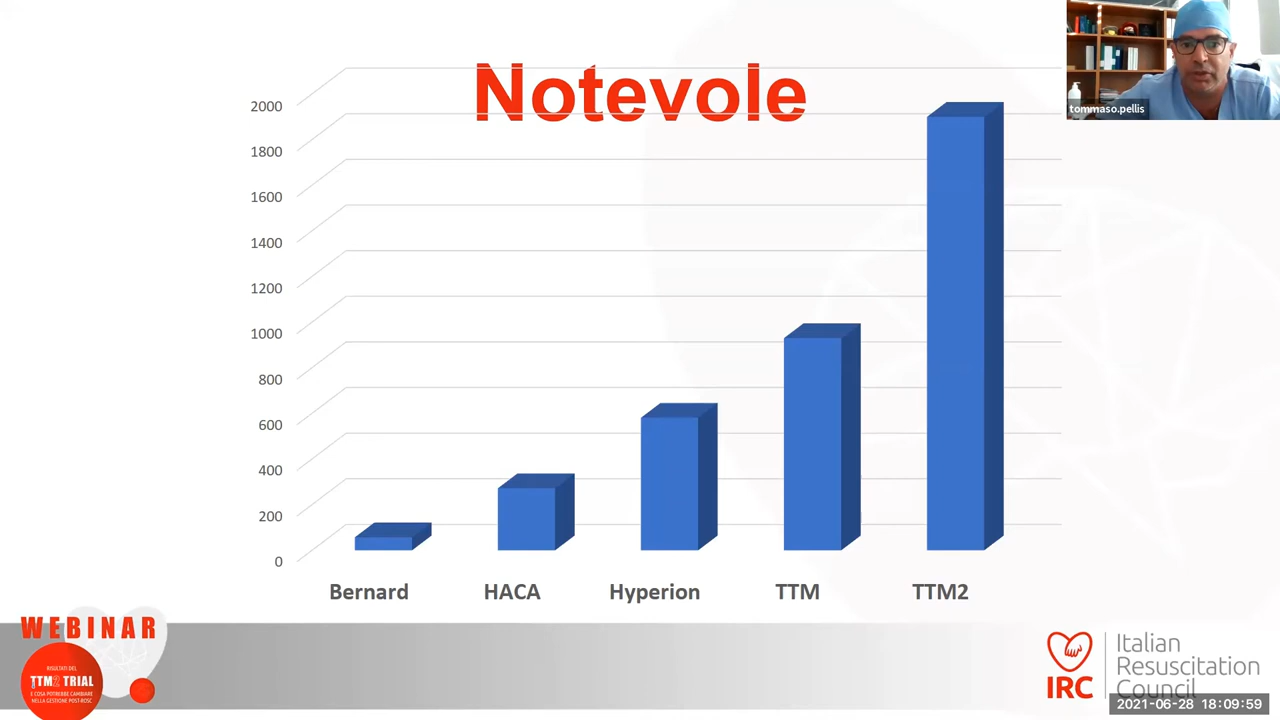 Notevole
tommaso.pellis
2000
1800
1600
1400
1200
1000
800
600
400
200
0
Bernard
HACA
Hyperion
TTM
TTM2
WEBINAR
RISULTATI DEL
TTM2 TRIAL
E COSA POTREBBE CAMBIARE
NELLA GESTIONE POST-ROSC
IRC
Italian
Resuscitation
Council
2021-06-28 18:09:59